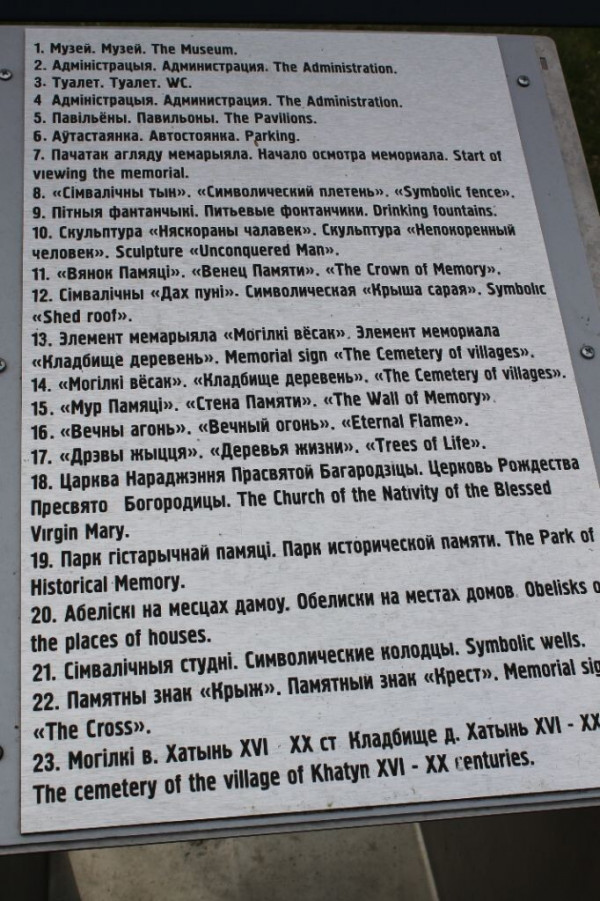 1. Музей. Музей. The Museum.
2. Адміністрацыя. Администрация. The Administration.
3. Туалет. Туалет. WC.
4 Адміністрацыя. Администрация. The Administration.
5. Павільёны. Павильоны. The Pavilions.
6. Аўтастаянка. Автостоянка. Parking.
7. Пачатак агляду мемарыяла. Начало осмотра мемориала. Start of
viewing the memorial.
8. «Сімвалічны тын». «Символический плетень». «Symbolic fence».
9. Пітныя фантанчыкі. Питьевые фонтанчики. Drinking fountains.
10. Скульптура «Няскораны чалавек». Скульптура «Непокоренный
человек». Sculpture «Unconquered Man».
11. «Вянок Памяці». «Венец Памяти». «The Crown of Memory».
12. Сімвалічны «Дах пуні». Символическая «Крыша сарая». Symbolic
«Shed roof».
13. Элемент мемарыяла «Могілкі вёсак». Элемент мемориала
«Кладбище деревень». Memorial sign «The Cemetery of villages».
14. «Могілкі вёсак». «Кладбище деревень». «The Cemetery of villages».
15. «Мур Памяці». «Стена Памяти». «The Wall of Memory»
16. «Вечны агонь». «Вечный огонь». «Eternal Flame».
17. «Дрэвы жыцця». «Деревья жизни». «Trees of Life».
18. Царква Нараджэння Прасвятой Багародзіцы. Церковь Рождества
Пресвято Богородицы. The Church of the Nativity of the Blessed
Virgin Mary.
19. Парк гістарычнай памяці. Парк исторической памяти. The Park of
Historical Memory.
20. Абеліскі на месцах дамоу. Обелиски на местах домов. Obelisks o
the places of houses.
21. Сімвалічныя студні. Символические колодцы. Symbolic wells.
22. Памятны знак «Крыж». Памятный знак «Крест». Memorial sig
«The Cross».
23. Могілкі в. Хатынь XVI XX ст Кладбище д. Хатынь XVI - XX
The cemetery of the village of Khatyn XVI - XX centuries.